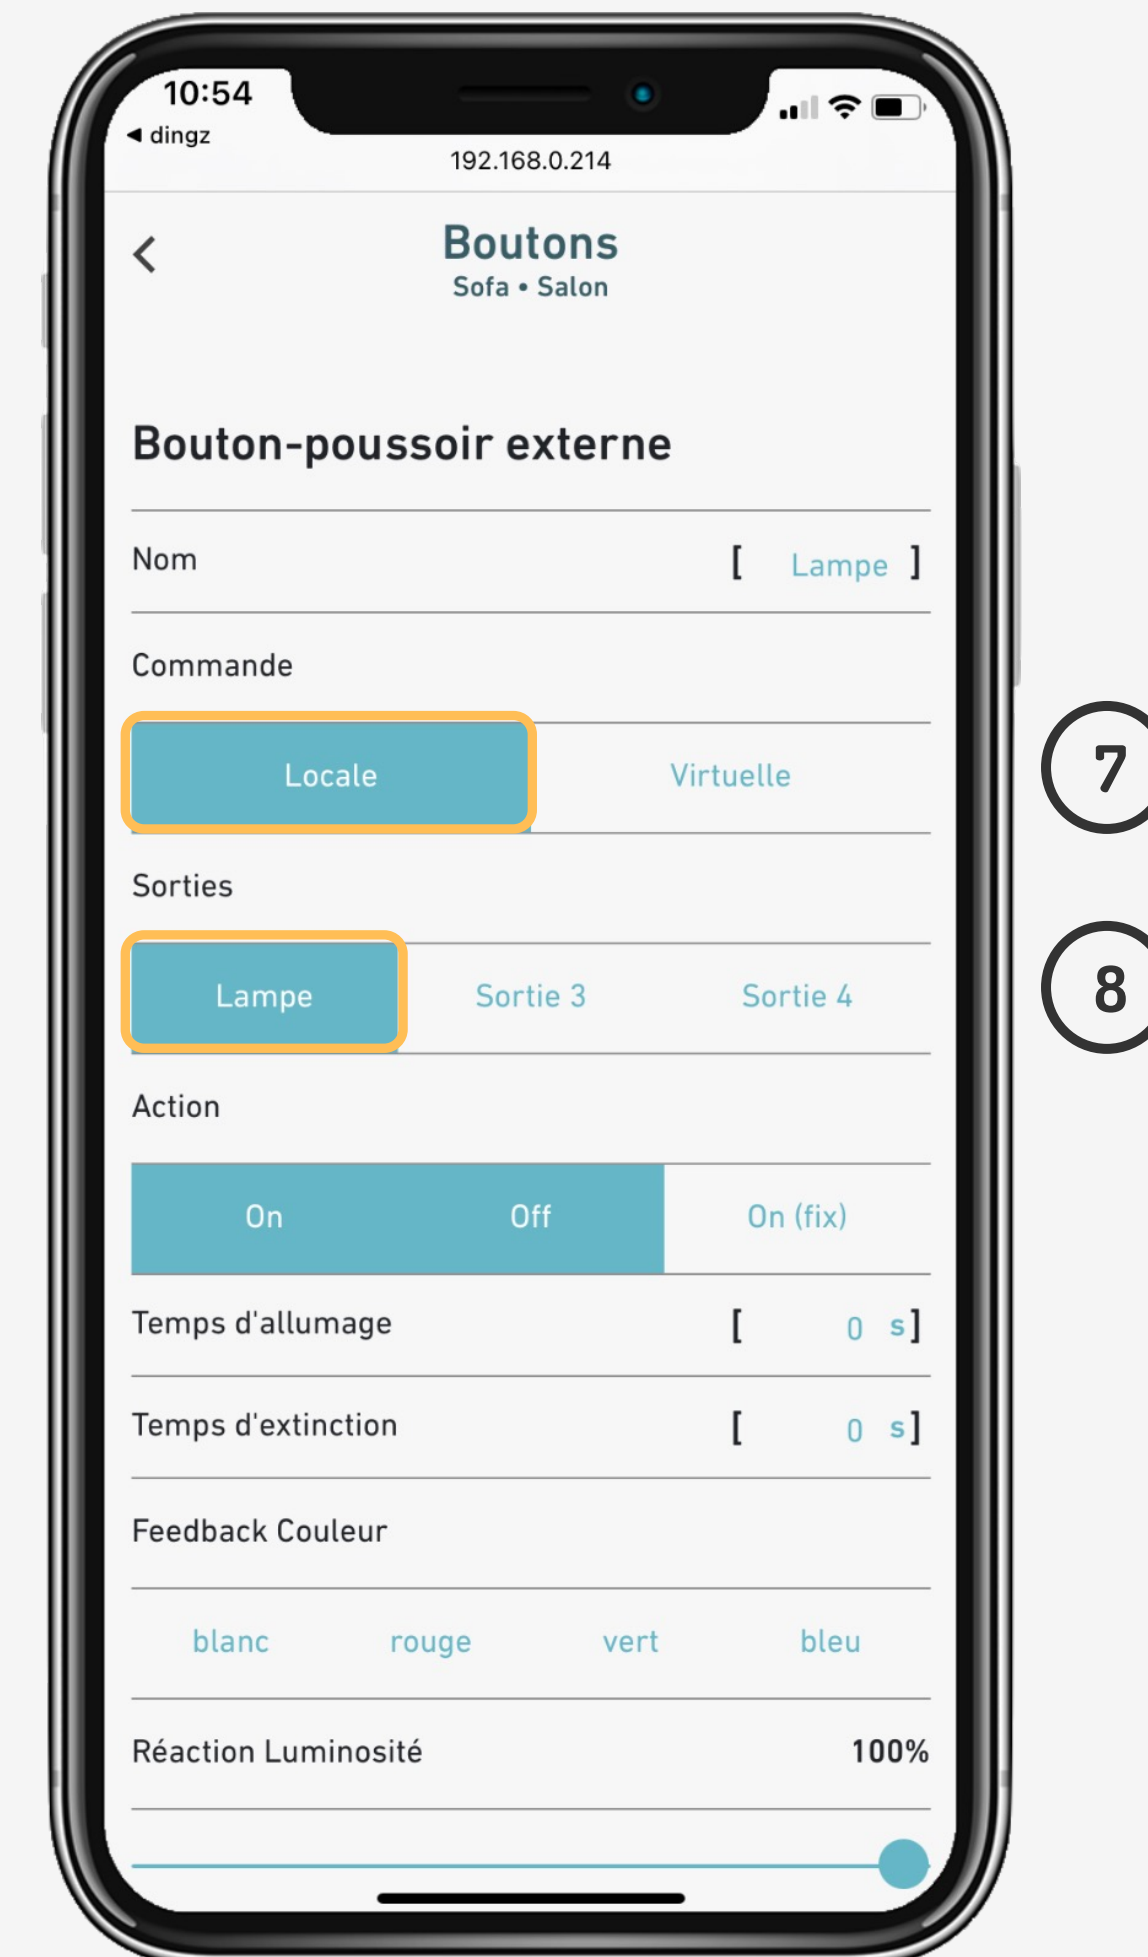 10:54
◀ dingz
192.168.0.214
Boutons
Sofa • Salon
Bouton-poussoir externe
Nom [ Lampe ]
Commande
Locale Virtuelle
7
Sorties
Lampe Sortie 3 Sortie 4
8
Action
On Off On (fix)
Temps d'allumage [ 0 s]
Temps d'extinction [ 0 s]
Feedback Couleur
blanc rouge vert bleu
Réaction Luminosité 100%